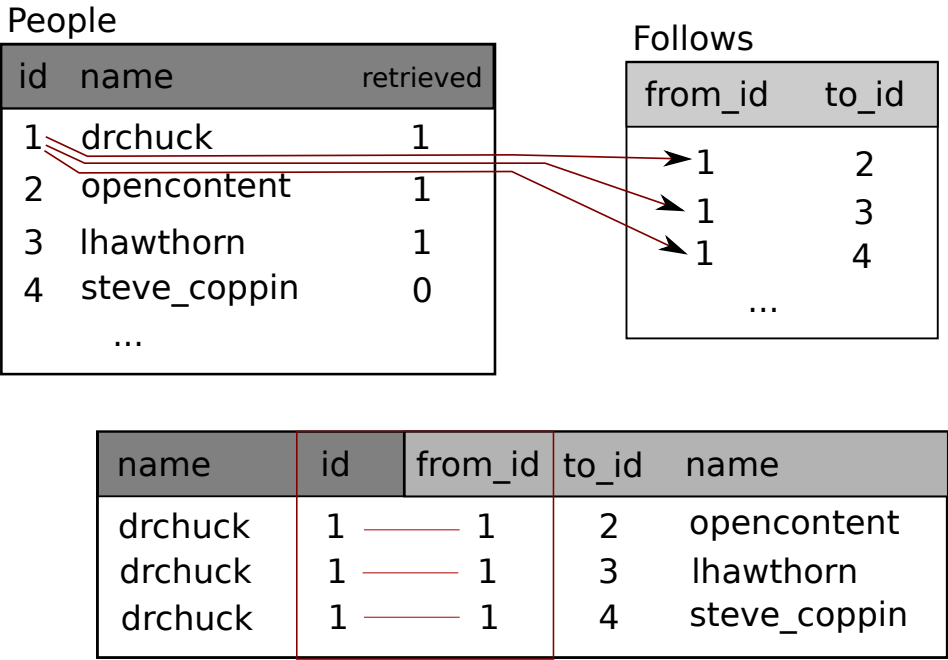 People
id name retrieved
1 drchuck 1
2 opencontent 1
3 lhawthorn 1
4 steve_coppin 0
...
Follows
from_id to_id
1 2
1 3
1 4
...
name id from_id to_id name
drchuck 1 1 2 opencontent
drchuck 1 1 3 lhawthorn
drchuck 1 1 4 steve_coppin